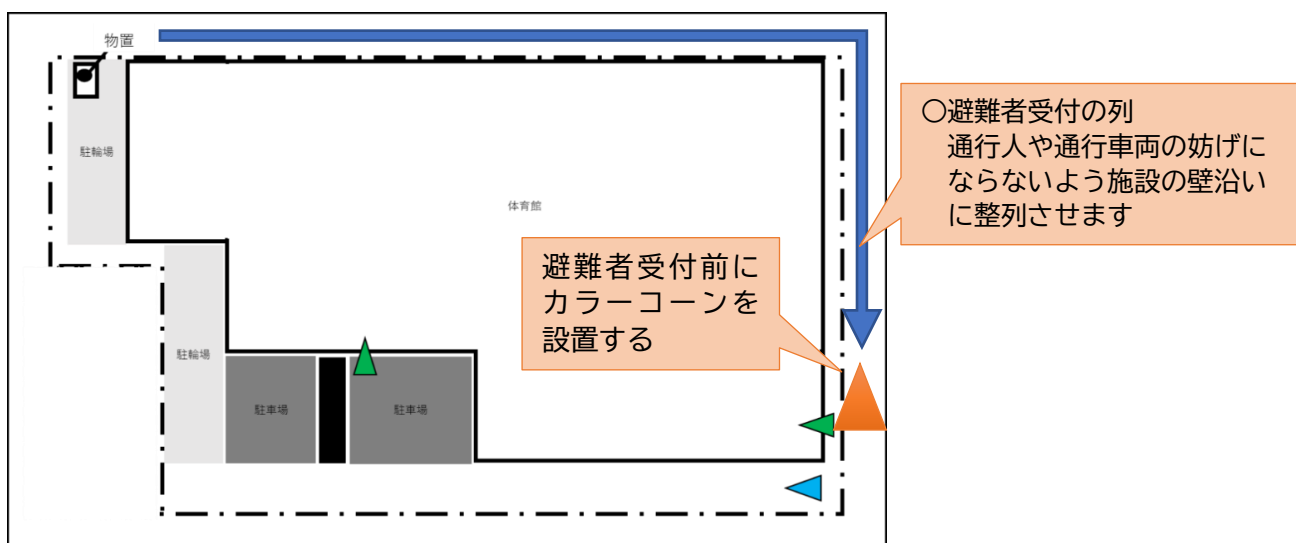 物置
駐輪場
体育館
駐輪場
駐車場
駐車場
避難者受付前に
カラーコーンを
設置する
〇避難者受付の列
通行人や通行車両の妨げに
ならないよう施設の壁沿い
に整列させます